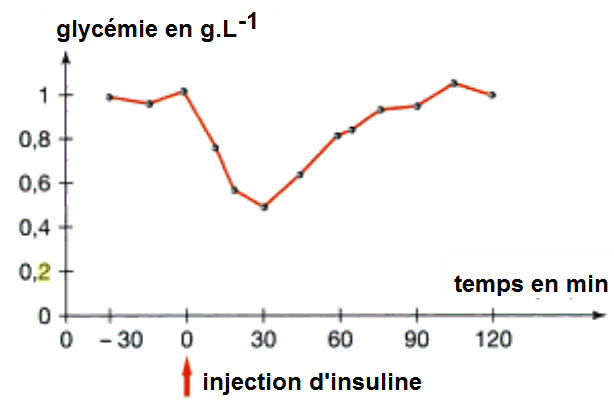 glycémie en g.L-1
1
0,8
0,6
0,4
0,2
0
temps en min
0 -30 0 30 60 90 120
injection d'insuline